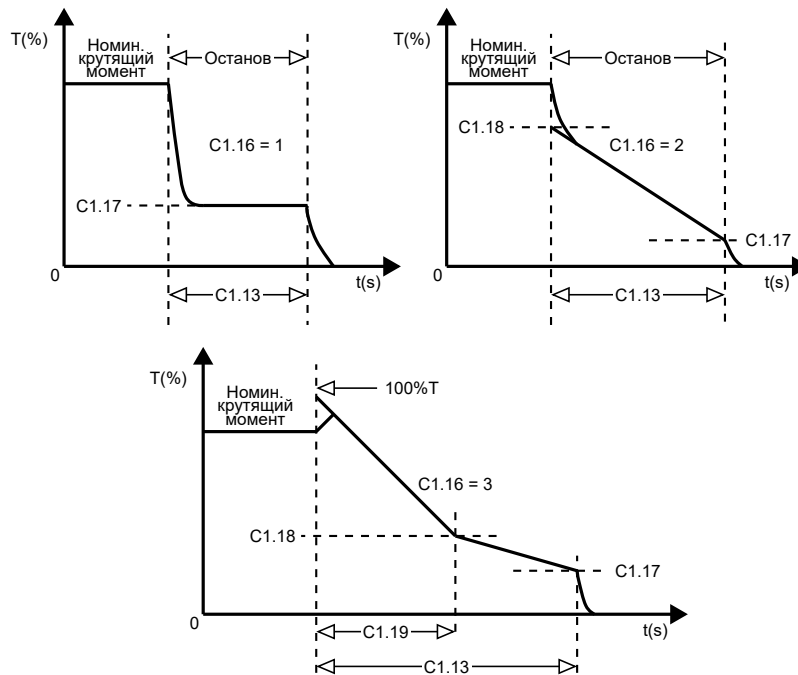 T(%)
Номин.
крутящий
момент
Останов
C1.16 = 1
C1.17
0
t(s)
C1.13
T(%)
Номин.
крутящий
момент
Останов
C1.18
C1.16 = 2
C1.17
0
t(s)
C1.13
T(%)
Номин.
крутящий
момент
100%T
C1.16 = 3
C1.18
C1.17
0
t(s)
C1.19
C1.13